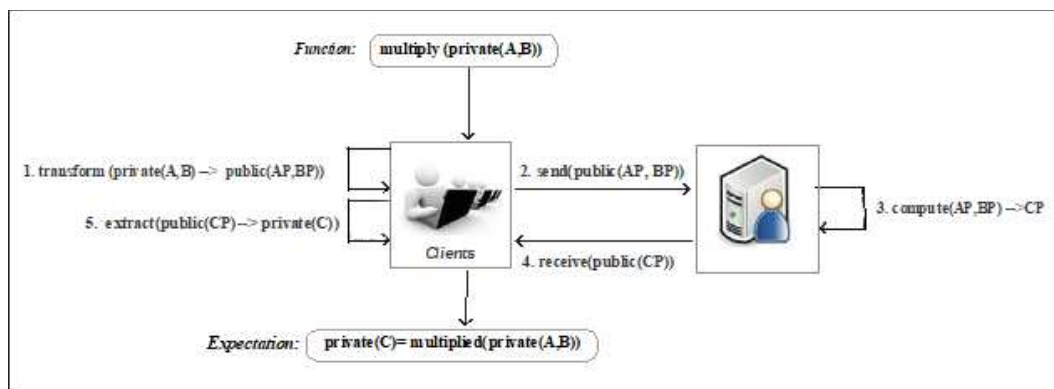 Function: multiply (private(A,B))
1. transform (private(A,B) --> public(AP,BP))
2. send(public(AP, BP))
3. compute(AP,BP) -->CP
5. extract(public(CP)--> private(C))
Clients
4. receive(public(CP))
Expectation: private(C)= multiplied(private(A,B))